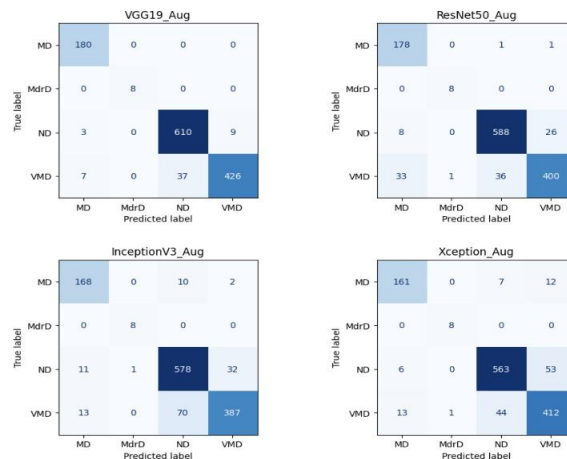 VGG19_Aug
True label
MD 180 0 0 0
MdrD 0 8 0 0
ND 3 0 610 9
VMD 7 0 37 426
MD MdrD ND VMD
Predicted label
ResNet50_Aug
True label
MD 178 0 1 1
MdrD 0 8 0 0
ND 8 0 588 26
VMD 33 1 36 400
MD MdrD ND VMD
Predicted label
InceptionV3_Aug
True label
MD 168 0 10 2
MdrD 0 8 0 0
ND 11 1 578 32
VMD 13 0 70 387
MD MdrD ND VMD
Predicted label
Xception_Aug
True label
MD 161 0 7 12
MdrD 0 8 0 0
ND 6 0 563 53
VMD 13 1 44 412
MD MdrD ND VMD
Predicted label